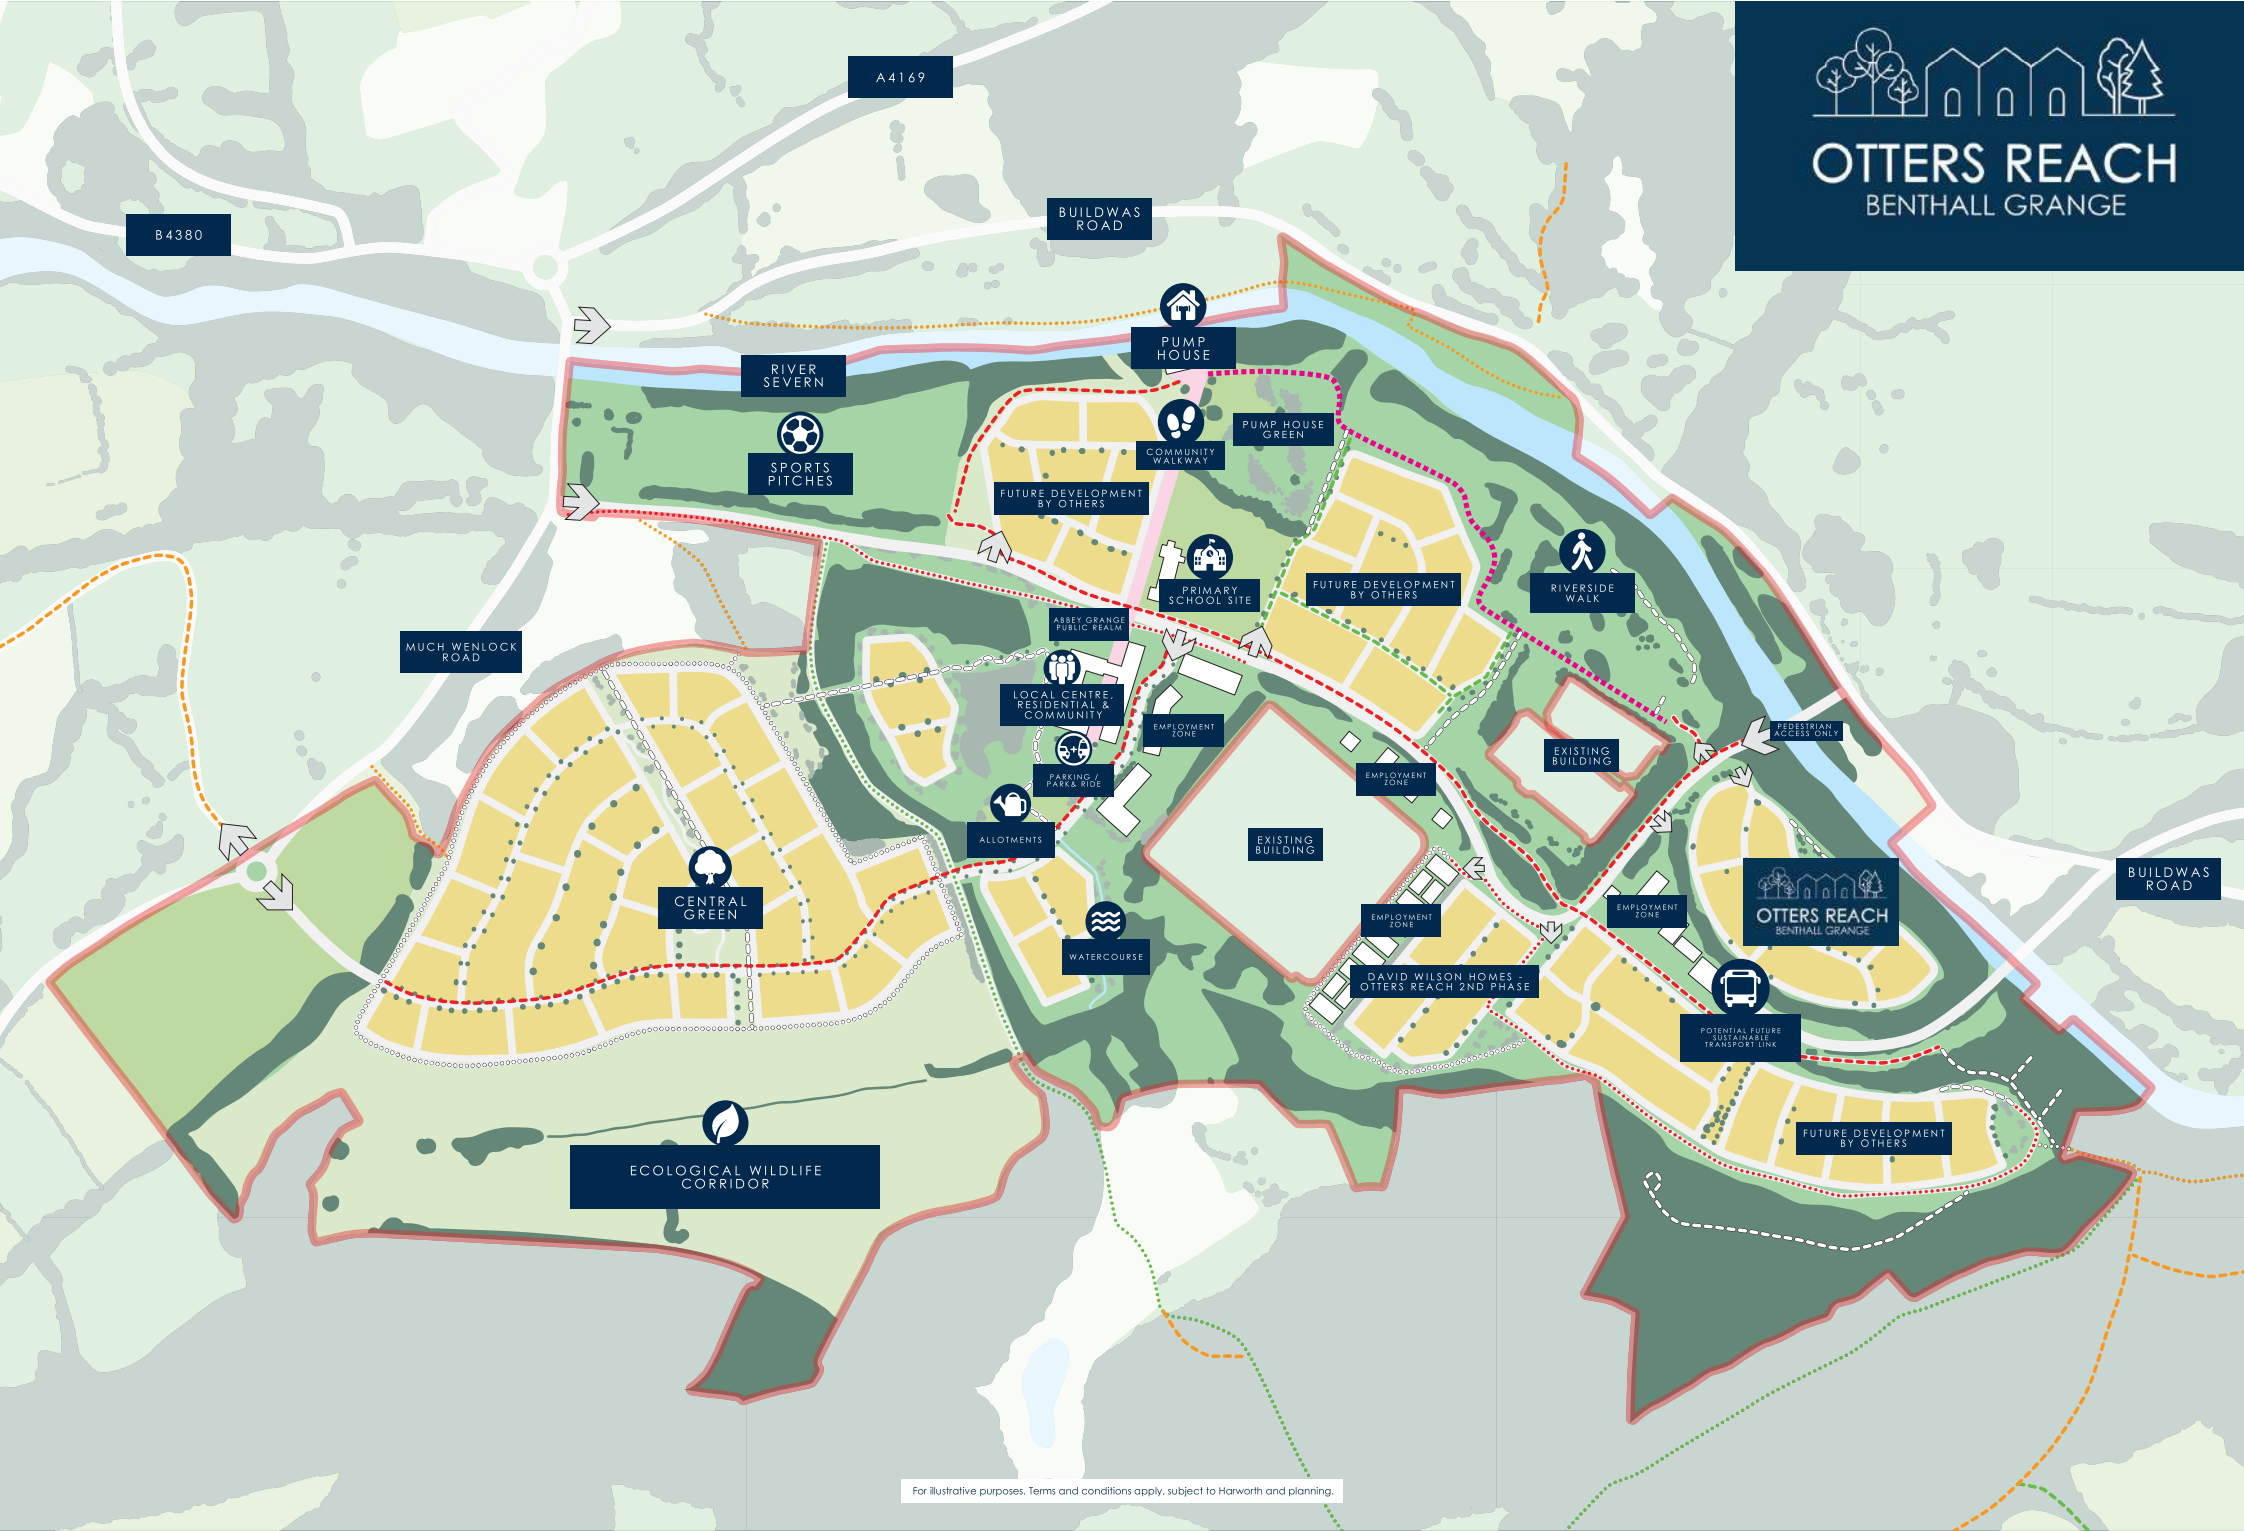 OTTERS REACH
BENTHALL GRANGE
A4169
BUILDWAS
ROAD
B4380
PUMP
HOUSE
RIVER
SEVERN
SPORTS
PITCHES
COMMUNITY
WALKWAY
PUMP HOUSE
GREEN
FUTURE DEVELOPMENT
BY OTHERS
PRIMARY
SCHOOL SITE
FUTURE DEVELOPMENT
BY OTHERS
RIVERSIDE
WALK
ABBEY GRANGE
PUBLIC REALM
MUCH WENLOCK
ROAD
LOCAL CENTRE,
RESIDENTIAL &
COMMUNITY
EMPLOYMENT
ZONE
PEDESTRIAN
ACCESS ONLY
EXISTING
BUILDING
PARKING /
PARK& RIDE
EMPLOYMENT
ZONE
ALLOTMENTS
EXISTING
BUILDING
BUILDWAS
ROAD
CENTRAL
GREEN
EMPLOYMENT
ZONE
EMPLOYMENT
ZONE
OTTERS REACH
BENTHALL GRANGE
WATERCOURSE
DAVID WILSON HOMES -
OTTERS REACH 2ND PHASE
POTENTIAL FUTURE
SUSTAINABLE
TRANSPORT LINK
FUTURE DEVELOPMENT
BY OTHERS
ECOLOGICAL WILDLIFE
CORRIDOR
For illustrative purposes. Terms and conditions apply, subject to Harworth and planning.